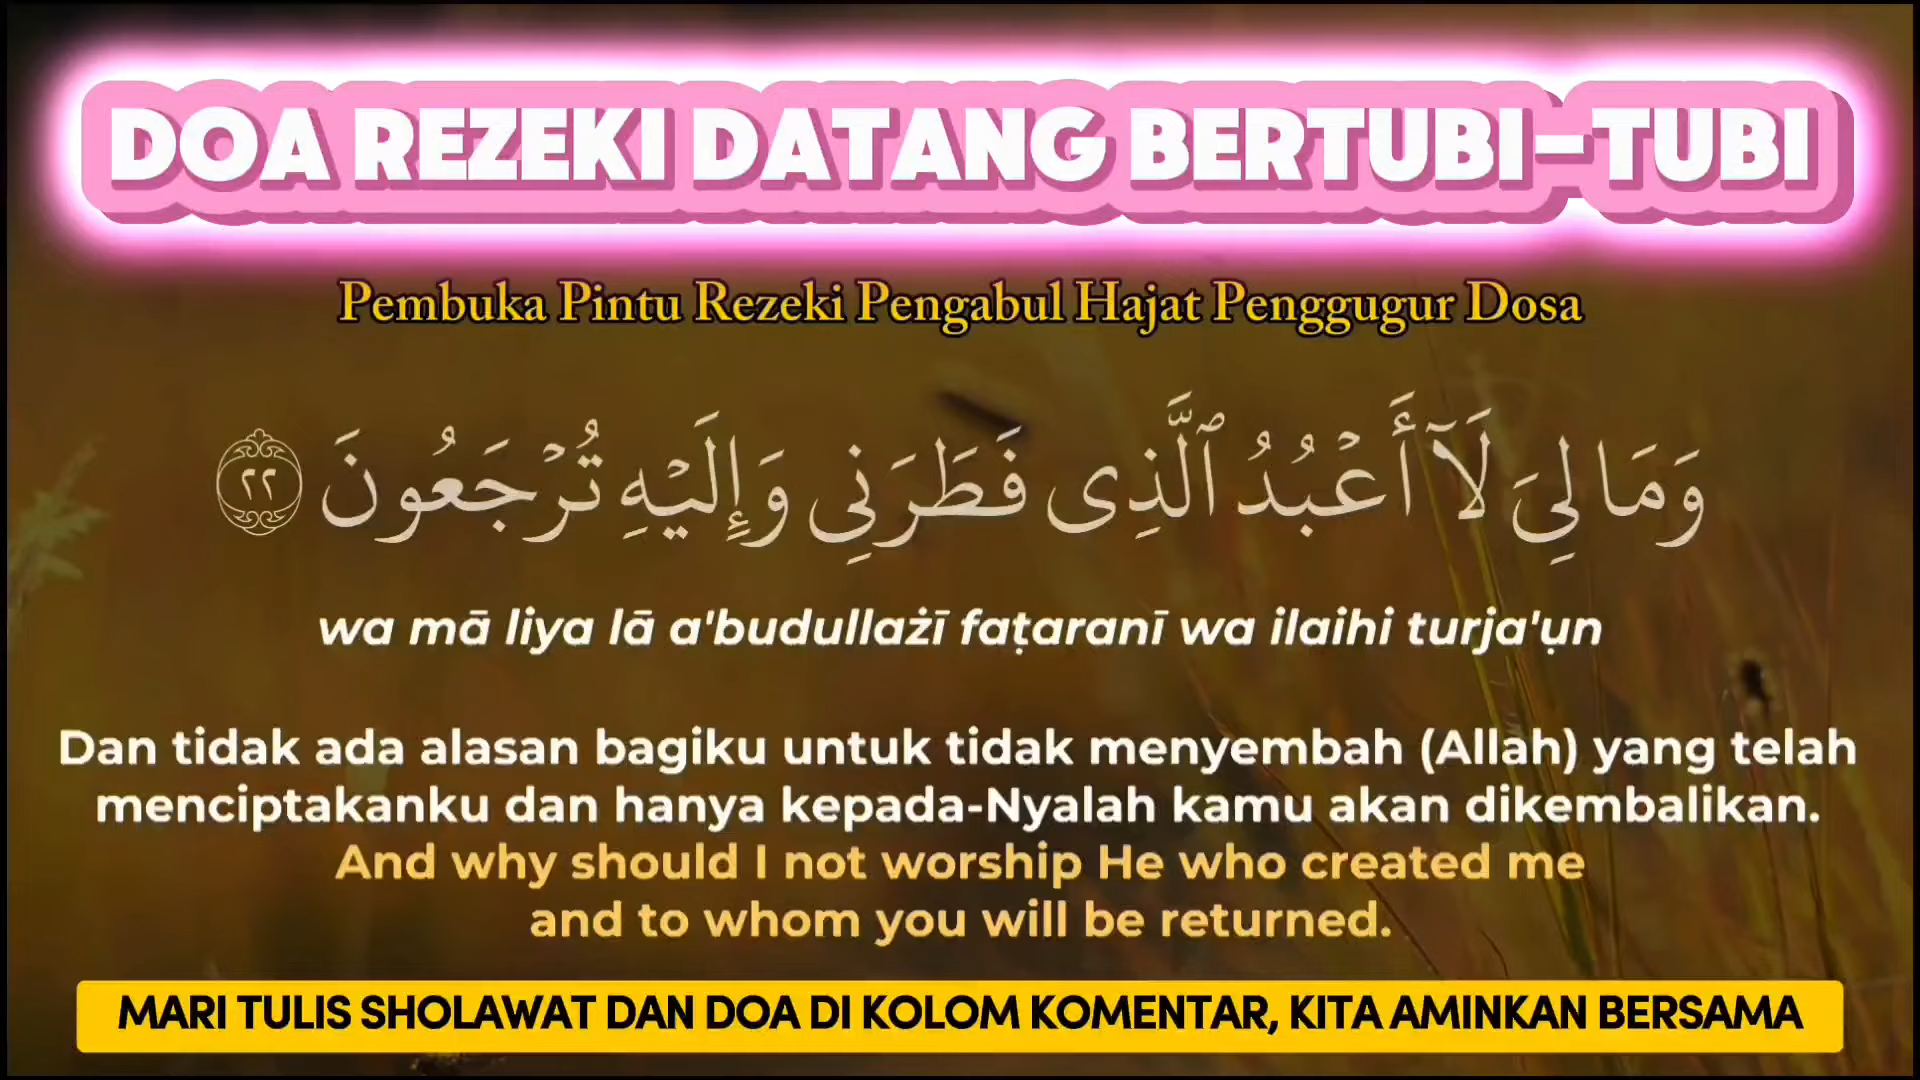 DOA REZEKI DATANG BERTUBI-TUBI
Pembuka Pintu Rezeki Pengabul Hajat Penggugur Dosa
وَمَا لِىَ لَآ أَعْبُدُ ٱلَّذِى فَطَرَنِى وَإِلَيْهِ تُرْجَعُونَ ٢٢
wa mā liya lā a'budullażī faṭaranī wa ilaihi turja'ụn
Dan tidak ada alasan bagiku untuk tidak menyembah (Allah) yang telah
menciptakanku dan hanya kepada-Nyalah kamu akan dikembalikan.
And why should I not worship He who created me
and to whom you will be returned.
MARI TULIS SHOLAWAT DAN DOA DI KOLOM KOMENTAR, KITA AMINKAN BERSAMA